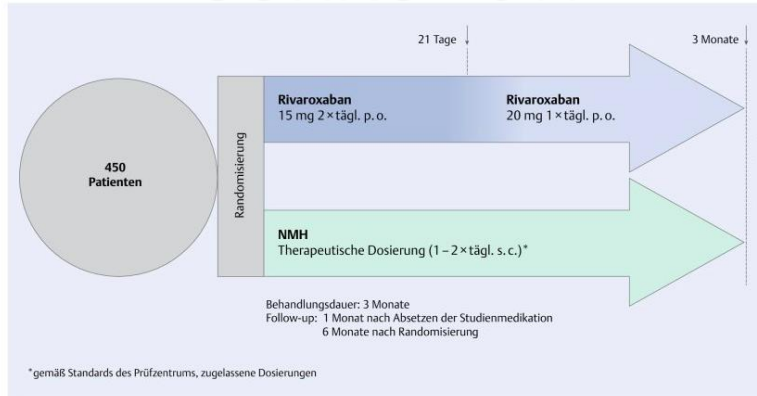 21 Tage
3 Monate
Rivaroxaban
15 mg 2 × tägl. p. o.
Rivaroxaban
20 mg 1 × tägl. p. o.
450
Patienten
Randomisierung
NMH
Therapeutische Dosierung (1 – 2 × tägl. s. c.)*
Behandlungsdauer: 3 Monate
Follow-up: 1 Monat nach Absetzen der Studienmedikation
6 Monate nach Randomisierung
*gemäß Standards des Prüfzentrums, zugelassene Dosierungen